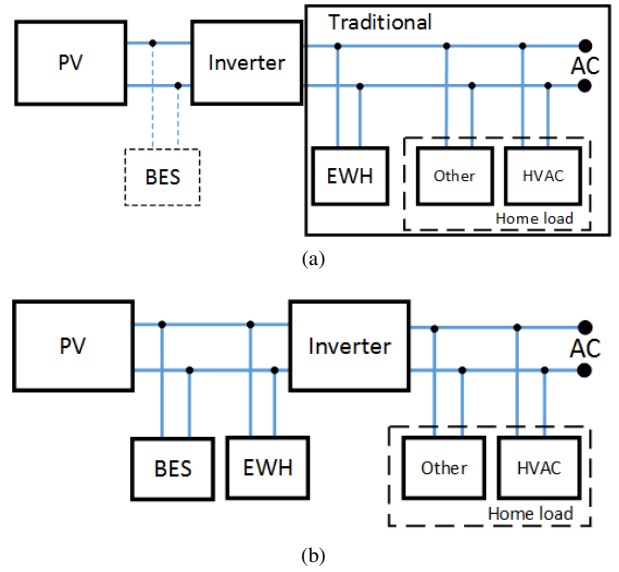 Traditional
PV
Inverter
AC
BES
EWH
Other
HVAC
Home load
(a)
PV
Inverter
AC
BES
EWH
Other
HVAC
Home load
(b)